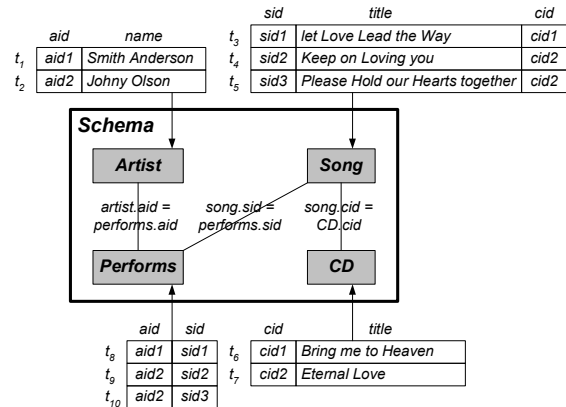 aid name
t1 aid1 Smith Anderson
t2 aid2 Johny Olson
sid title cid
t3 sid1 let Love Lead the Way cid1
t4 sid2 Keep on Loving you cid2
t5 sid3 Please Hold our Hearts together cid2
Schema
Artist
Song
artist.aid =
performs.aid
song.sid =
performs.sid
song.cid =
CD.cid
Performs
CD
aid sid
t8 aid1 sid1
t9 aid2 sid2
t10 aid2 sid3
cid title
t6 cid1 Bring me to Heaven
t7 cid2 Eternal Love